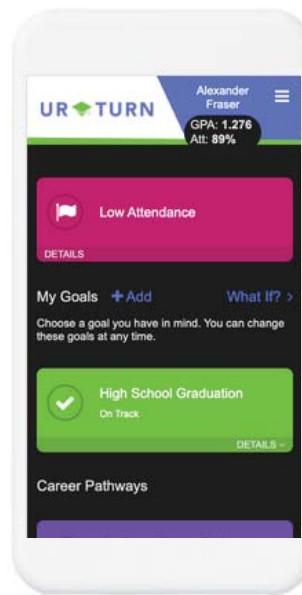 UR TURN
Alexander
Fraser
GPA: 1.276
Att: 89%
Low Attendance
DETAILS
My Goals + Add What If? >
Choose a goal you have in mind. You can change
these goals at any time.
High School Graduation
On Track
DETAILS –
Career Pathways